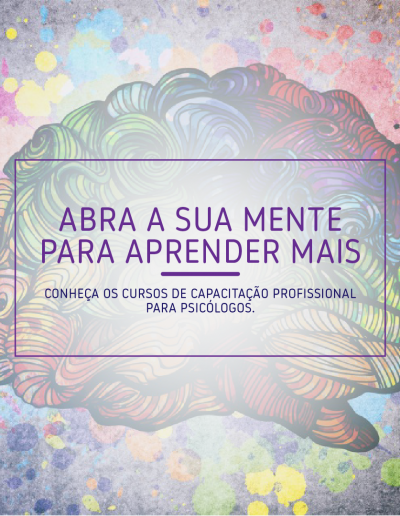 ABRA A SUA MENTE
PARA APRENDER MAIS
CONHEÇA OS CURSOS DE CAPACITAÇÃO PROFISSIONAL
PARA PSICÓLOGOS.